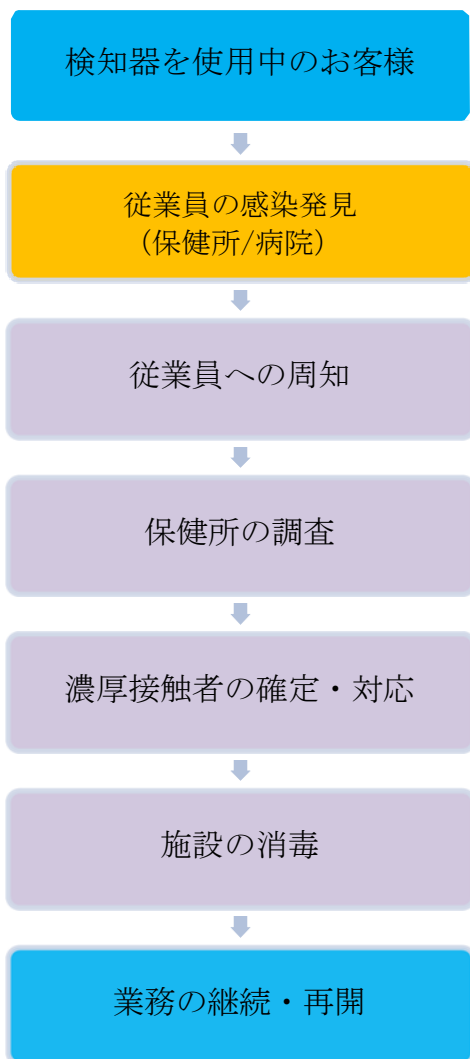 検知器を使用中のお客様
従業員の感染発見
（保健所/病院）
従業員への周知
保健所の調査
濃厚接触者の確定・対応
施設の消毒
業務の継続・再開